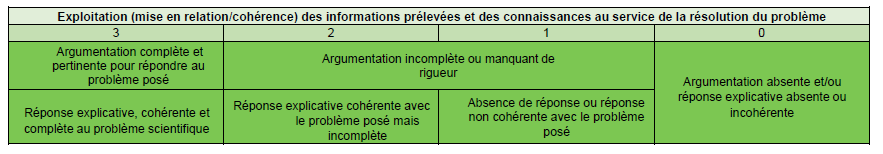 Exploitation (mise en relation/cohérence) des informations prélevées et des connaissances au service de la résolution du problème
3 2 1 0
Argumentation complète et
pertinente pour répondre au
problème posé
Argumentation incomplète ou manquant de
rigueur
Argumentation absente et/ou
réponse explicative absente ou
incohérente
Réponse explicative, cohérente et
complète au problème scientifique
Réponse explicative cohérente avec
le problème posé mais
incomplète
Absence de réponse ou réponse
non cohérente avec le problème
posé